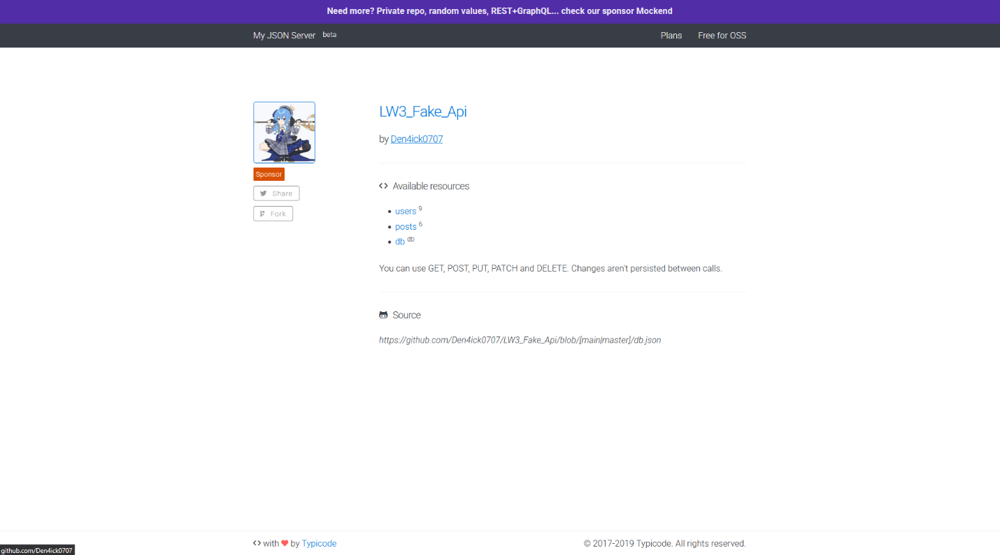 Need more? Private repo, random values, REST+GraphQL... check our sponsor Mockend
My JSON Server beta Plans Free for OSS
LW3_Fake_Api
by Den4ick0707
Sponsor
Share
Fork
Available resources
users 9
posts 6
db db
You can use GET, POST, PUT, PATCH and DELETE. Changes aren't persisted between calls.
Source
https://github.com/Den4ick0707/LW3_Fake_Api/blob/[main|master]/db.json
with ❤ by Typicode © 2017-2019 Typicode. All rights reserved.
github.com/Den4ick0707